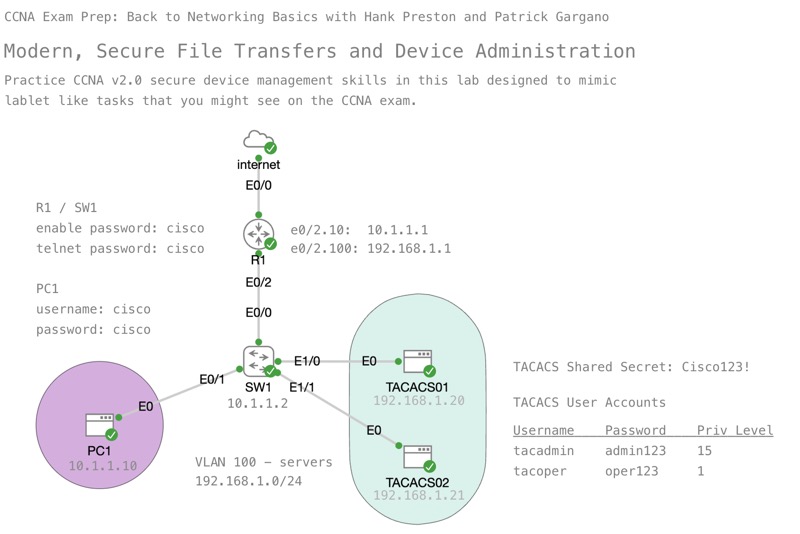 CCNA Exam Prep: Back to Networking Basics with Hank Preston and Patrick Gargano
Modern, Secure File Transfers and Device Administration
Practice CCNA v2.0 secure device management skills in this lab designed to mimic
lablet like tasks that you might see on the CCNA exam.
internet
E0/0
R1 / SW1
enable password: cisco
telnet password: cisco
e0/2.10: 10.1.1.1
e0/2.100: 192.168.1.1
R1
E0/2
PC1
username: cisco
password: cisco
E0/0
E1/0
E0
SW1
10.1.1.2
E0/1
E1/1
TACACS01
192.168.1.20
E0
TACACS02
192.168.1.21
E0
PC1
10.1.1.10
VLAN 100 – servers
192.168.1.0/24
TACACS Shared Secret: Cisco123!
TACACS User Accounts
Username Password Priv Level
tacadmin admin123 15
tacoper oper123 1